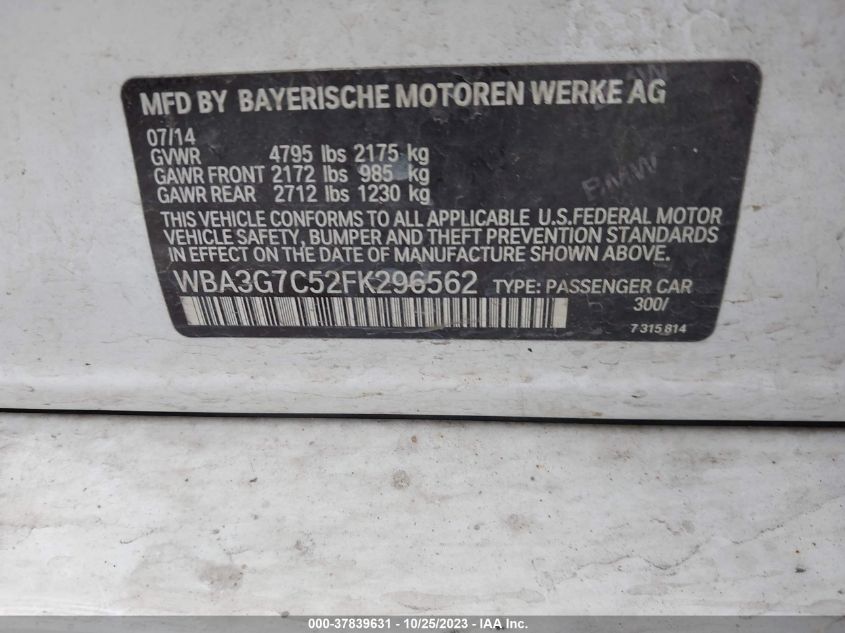 MFD BY BAYERISCHE MOTOREN WERKE AG
07/14
GVWR 4795 lbs 2175 kg
GAWR FRONT 2172 lbs 985 kg
GAWR REAR 2712 lbs 1230 kg
BMW
THIS VEHICLE CONFORMS TO ALL APPLICABLE U.S.FEDERAL MOTOR
VEHICLE SAFETY, BUMPER AND THEFT PREVENTION STANDARDS
IN EFFECT ON THE DATE OF MANUFACTURE SHOWN ABOVE.
WBA3G7C52FK296562 TYPE: PASSENGER CAR
300/
7 315 814
000-37839631 - 10/25/2023 - IAA Inc.